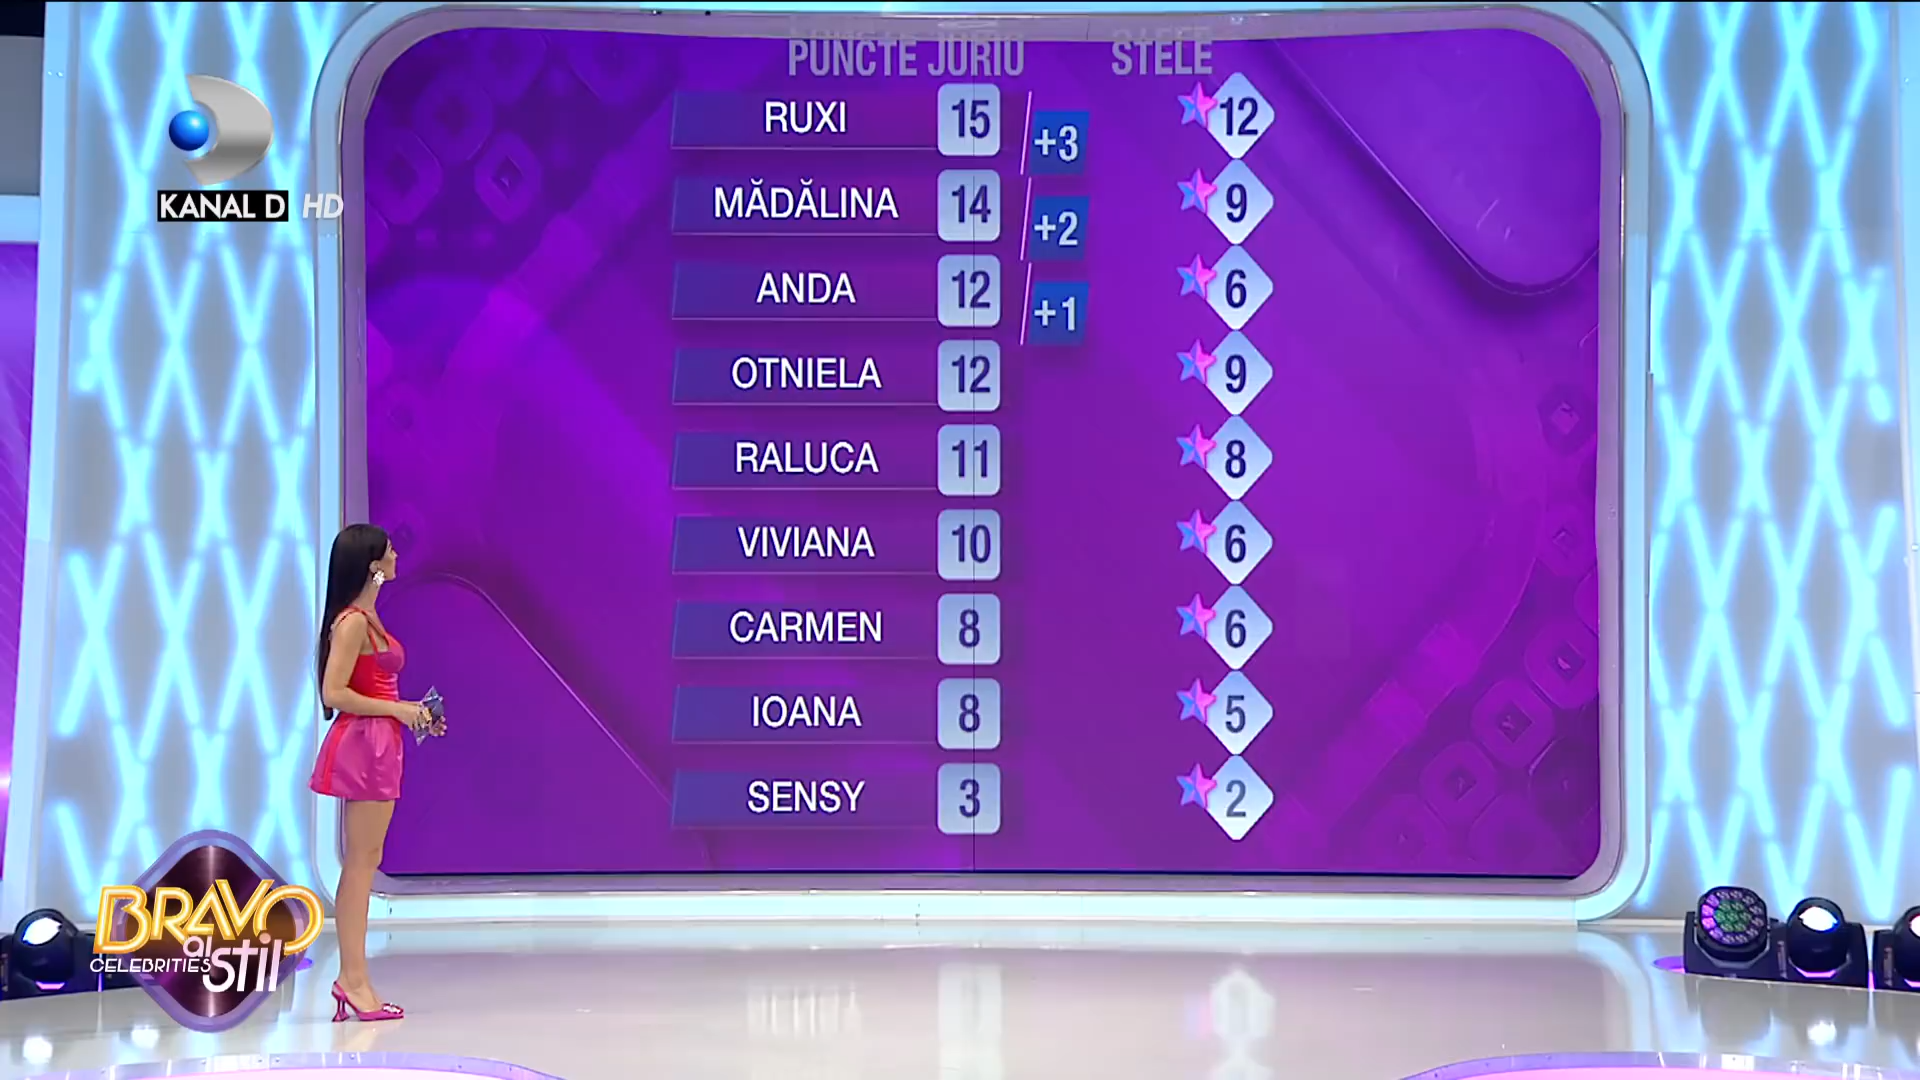 PUNCTE JURIU STELE
RUXI 15 +3 12
MĂDĂLINA 14 +2 9
ANDA 12 +1 6
OTNIELA 12 9
RALUCA 11 8
VIVIANA 10 6
CARMEN 8 6
IOANA 8 5
SENSY 3 2
KANAL D HD
BRAVO
ai
CELEBRITIES Stil